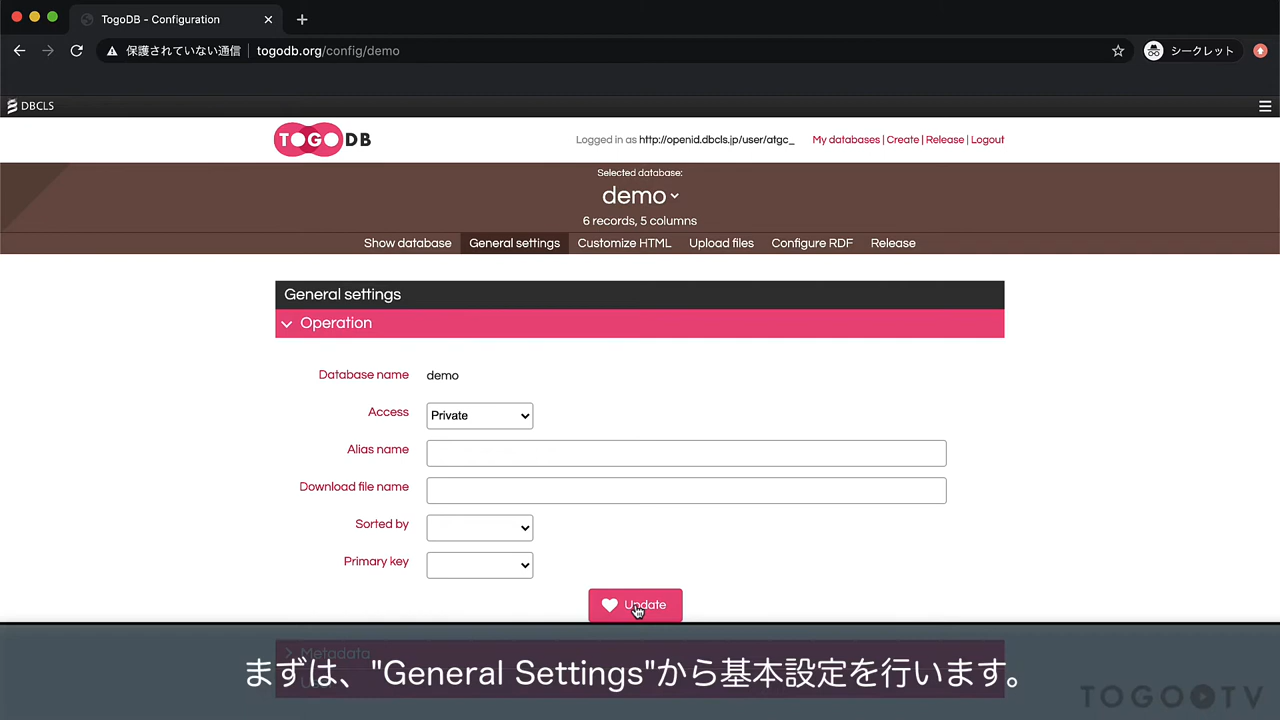 TogoDB - Configuration
保護されていない通信 togodb.org/config/demo シークレット
DBCLS
TOGODB Logged in as http://openid.dbcls.jp/user/atgc_ My databases | Create | Release | Logout
Selected database:
demo
6 records, 5 columns
Show database General settings Customize HTML Upload files Configure RDF Release
General settings
Operation
Database name demo
Access Private
Alias name
Download file name
Sorted by
Primary key
Update
Metadata
まずは、"General Settings"から基本設定を行います。
TOGO TV